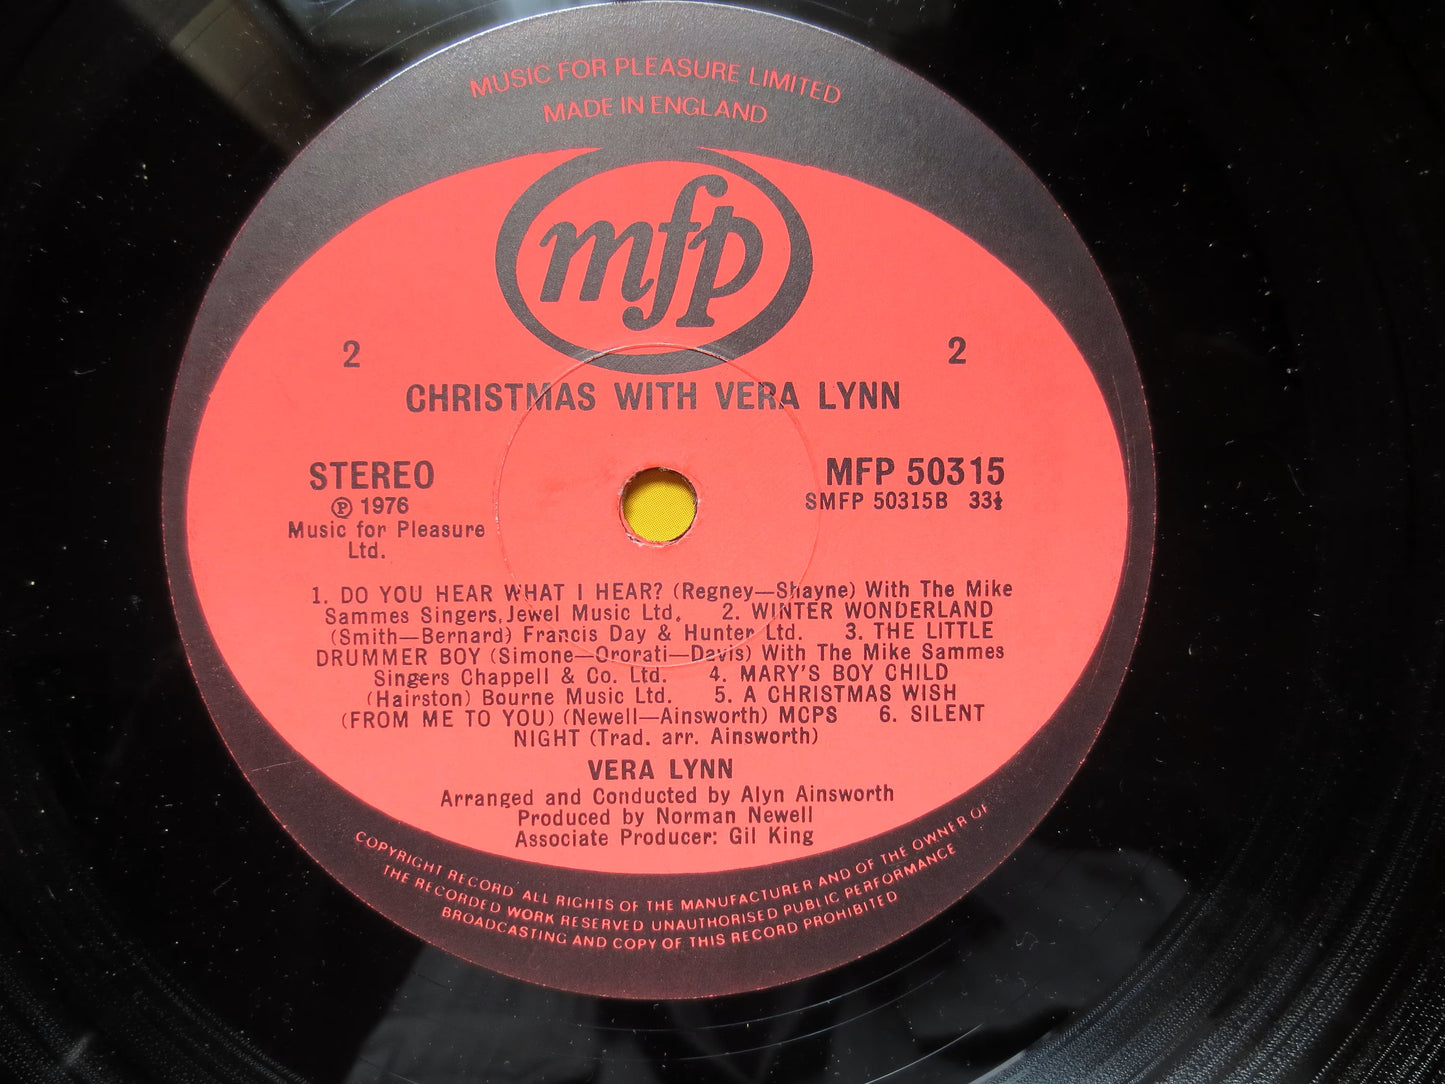 MUSIC FOR PLEASURE LIMITED
MADE IN ENGLAND
mfp
2 2
CHRISTMAS WITH VERA LYNN
STEREO MFP 50315
Ⓟ 1976 SMFP 50315B 33⅓
Music for Pleasure
Ltd.
1. DO YOU HEAR WHAT I HEAR? (Regney—Shayne) With The Mike
Sammes Singers, Jewel Music Ltd. 2. WINTER WONDERLAND
(Smith—Bernard) Francis Day & Hunter Ltd. 3. THE LITTLE
DRUMMER BOY (Simone—Ororati—Davis) With The Mike Sammes
Singers Chappell & Co. Ltd. 4. MARY'S BOY CHILD
(Hairston) Bourne Music Ltd. 5. A CHRISTMAS WISH
(FROM ME TO YOU) (Newell—Ainsworth) MCPS 6. SILENT
NIGHT (Trad. arr. Ainsworth)
VERA LYNN
Arranged and Conducted by Alyn Ainsworth
Produced by Norman Newell
Associate Producer: Gil King
COPYRIGHT RECORD ALL RIGHTS OF THE MANUFACTURER AND OF THE OWNER OF
THE RECORDED WORK RESERVED UNAUTHORISED PUBLIC PERFORMANCE
BROADCASTING AND COPY OF THIS RECORD PROHIBITED